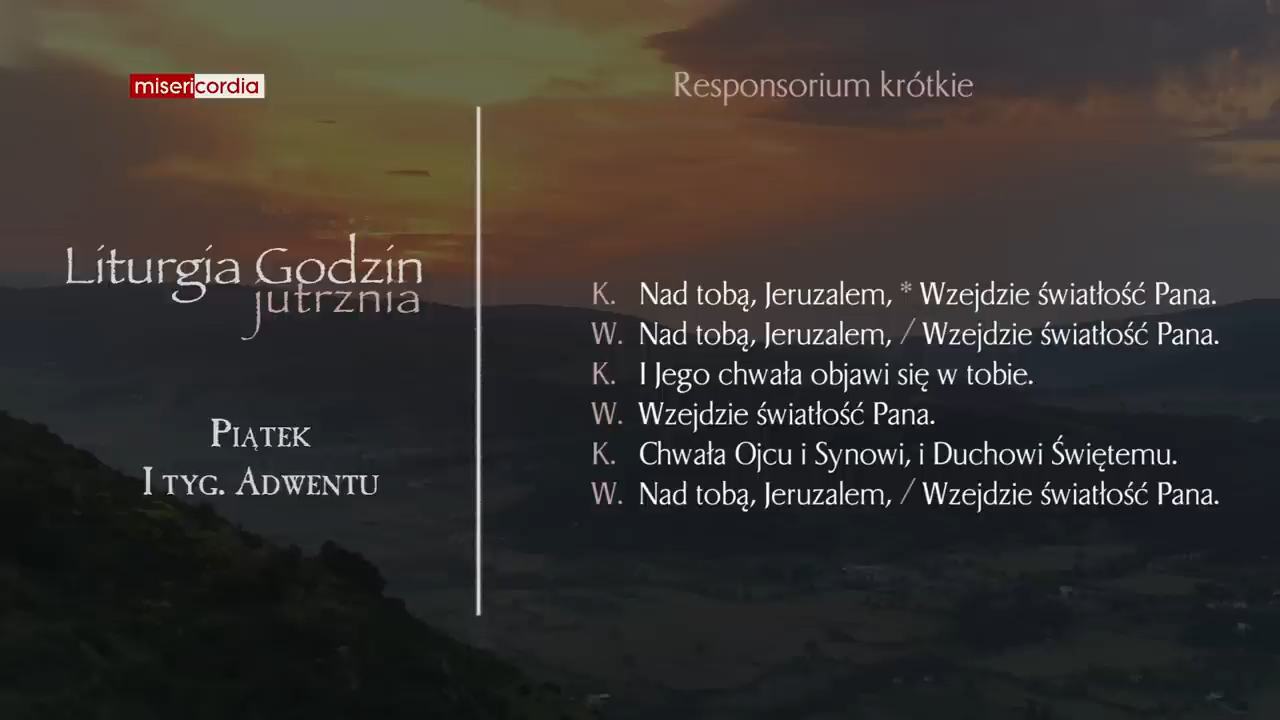 misericordia
Responsorium krótkie
Liturgia Godzin
jutrznia
Piątek
I tyg. Adwentu
K. Nad tobą, Jeruzalem, * Wzejdzie światłość Pana.
W. Nad tobą, Jeruzalem, / Wzejdzie światłość Pana.
K. I Jego chwała objawi się w tobie.
W. Wzejdzie światłość Pana.
K. Chwała Ojcu i Synowi, i Duchowi Świętemu.
W. Nad tobą, Jeruzalem, / Wzejdzie światłość Pana.